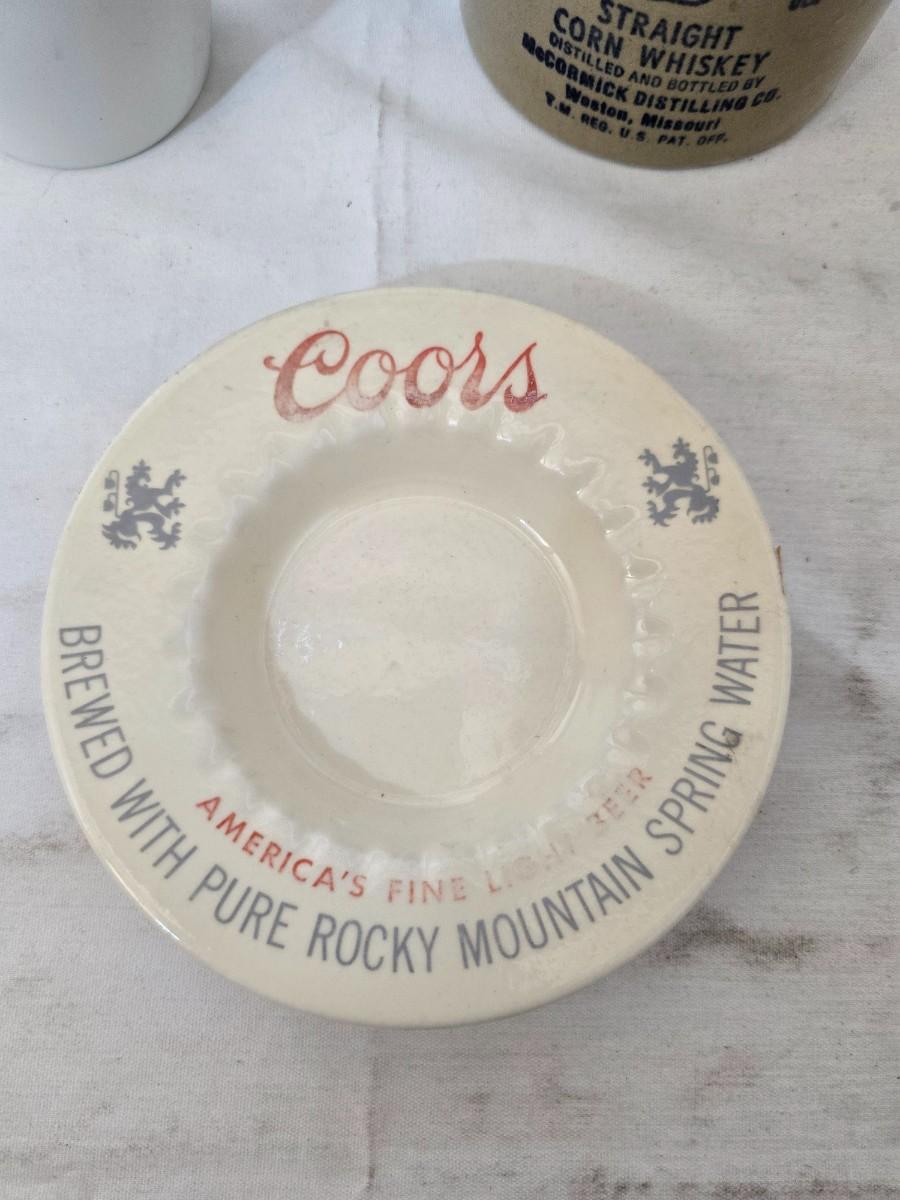 STRAIGHT
CORN WHISKEY
DISTILLED AND BOTTLED BY
McCORMICK DISTILLING CO.
Weston, Missouri
T.M. REG. U.S. PAT. OFF.
Coors
AMERICA'S FINE LIGHT BEER
BREWED WITH PURE ROCKY MOUNTAIN SPRING WATER